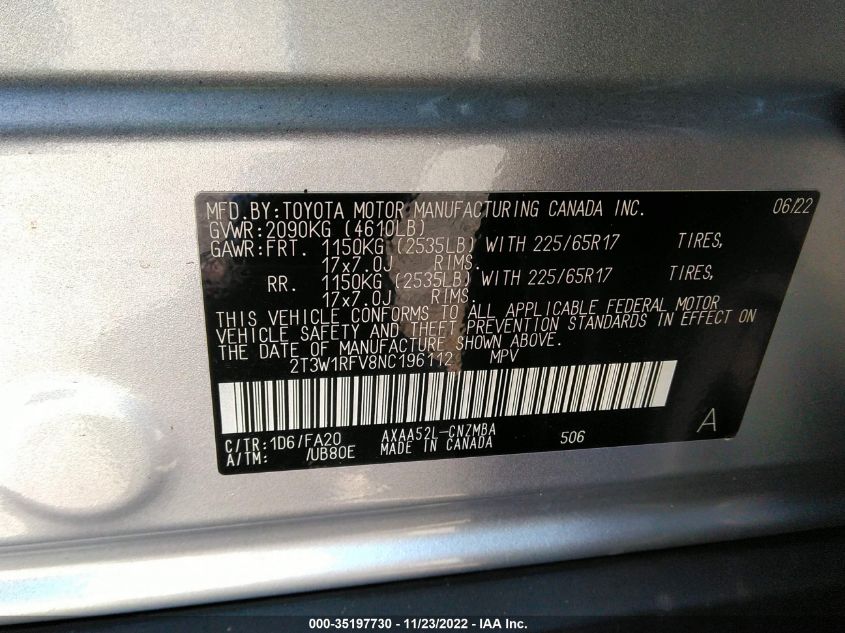 MFD.BY:TOYOTA MOTOR MANUFACTURING CANADA INC. 06/22
GVWR:2090KG (4610LB)
GAWR:FRT. 1150KG (2535LB) WITH 225/65R17 TIRES,
17x7.0J RIMS.
RR. 1150KG (2535LB) WITH 225/65R17 TIRES,
17x7.0J RIMS.
THIS VEHICLE CONFORMS TO ALL APPLICABLE FEDERAL MOTOR
VEHICLE SAFETY AND THEFT PREVENTION STANDARDS IN EFFECT ON
THE DATE OF MANUFACTURE SHOWN ABOVE.
2T3W1RFV8NC196112 MPV
C/TR:1D6/FA20 AXAA52L-CNZMBA 506 A
A/TM: /UB80E MADE IN CANADA
000-35197730 - 11/23/2022 - IAA Inc.